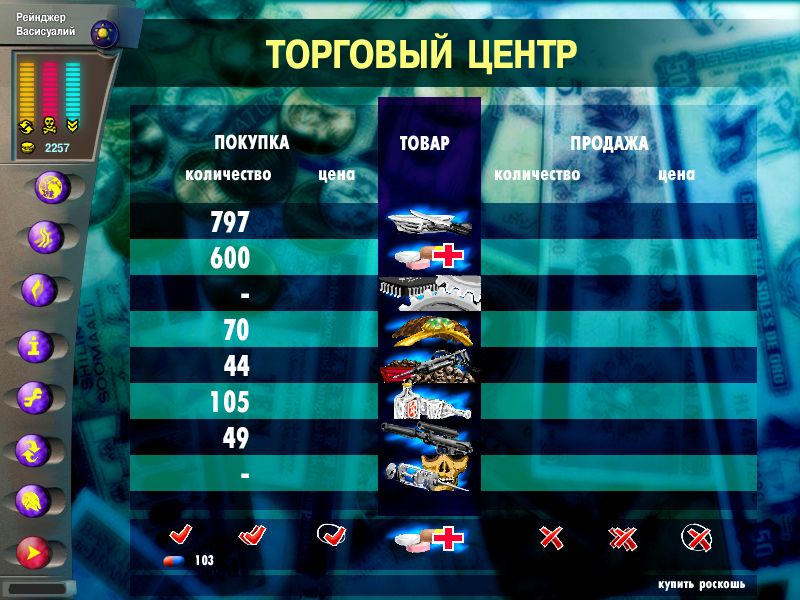 Рейнджер
Васисуалий
ТОРГОВЫЙ ЦЕНТР
2257
ПОКУПКА ТОВАР ПРОДАЖА
количество цена количество цена
797
600
-
70
44
105
49
-
103
купить роскошь